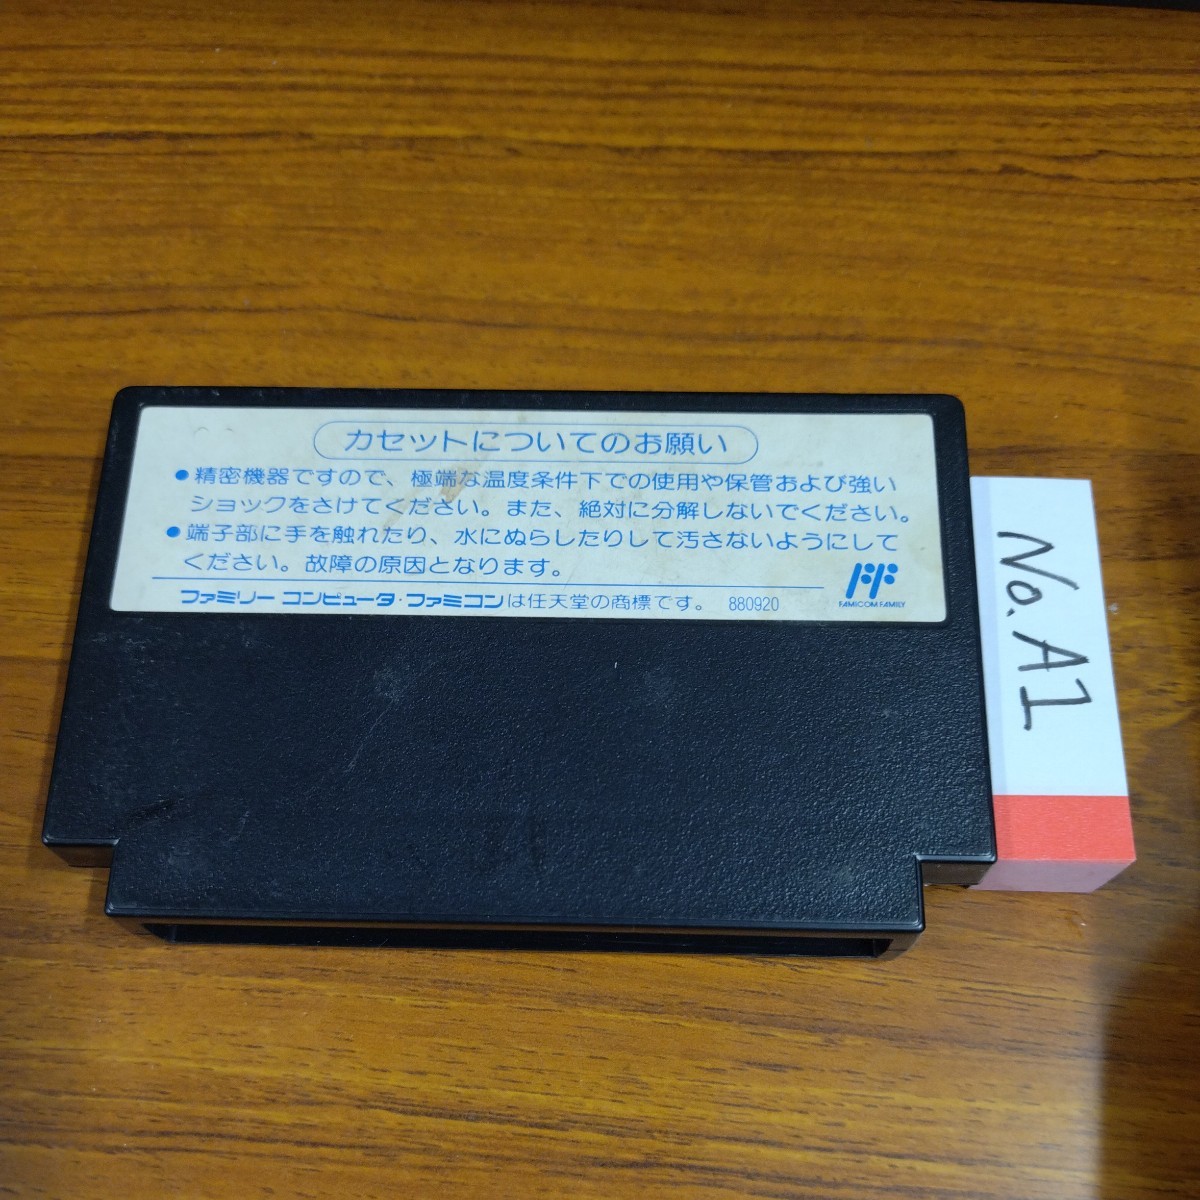 カセットについてのお願い
●精密機器ですので、極端な温度条件下での使用や保管および強い
ショックをさけてください。また、絶対に分解しないでください。
●端子部に手を触れたり、水にぬらしたりして汚さないようにして
ください。故障の原因となります。
ファミリー コンピュータ・ファミコンは任天堂の商標です。 880920
FF
FAMICOM FAMILY
No. A1